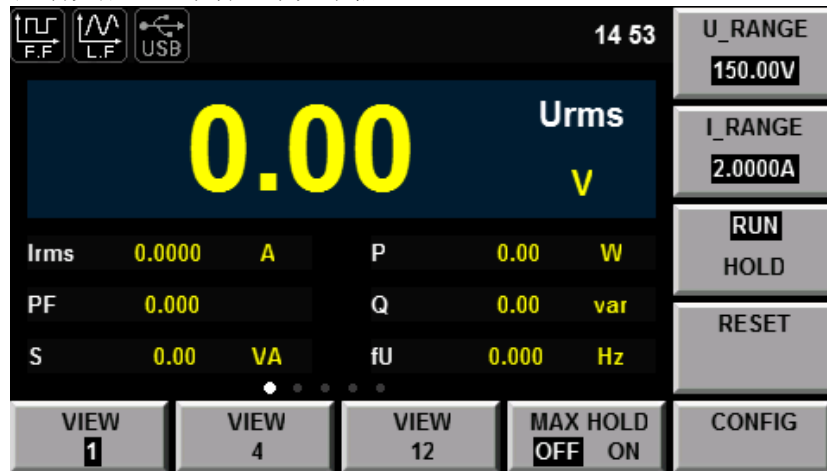 F.F L.F USB 14 53
U_RANGE
150.00V
0.00 Urms
V
I_RANGE
2.0000A
RUN
HOLD
Irms 0.0000 A P 0.00 W
PF 0.000 Q 0.00 var
S 0.00 VA fU 0.000 Hz
RESET
VIEW
1
VIEW
4
VIEW
12
MAX HOLD
OFF ON
CONFIG